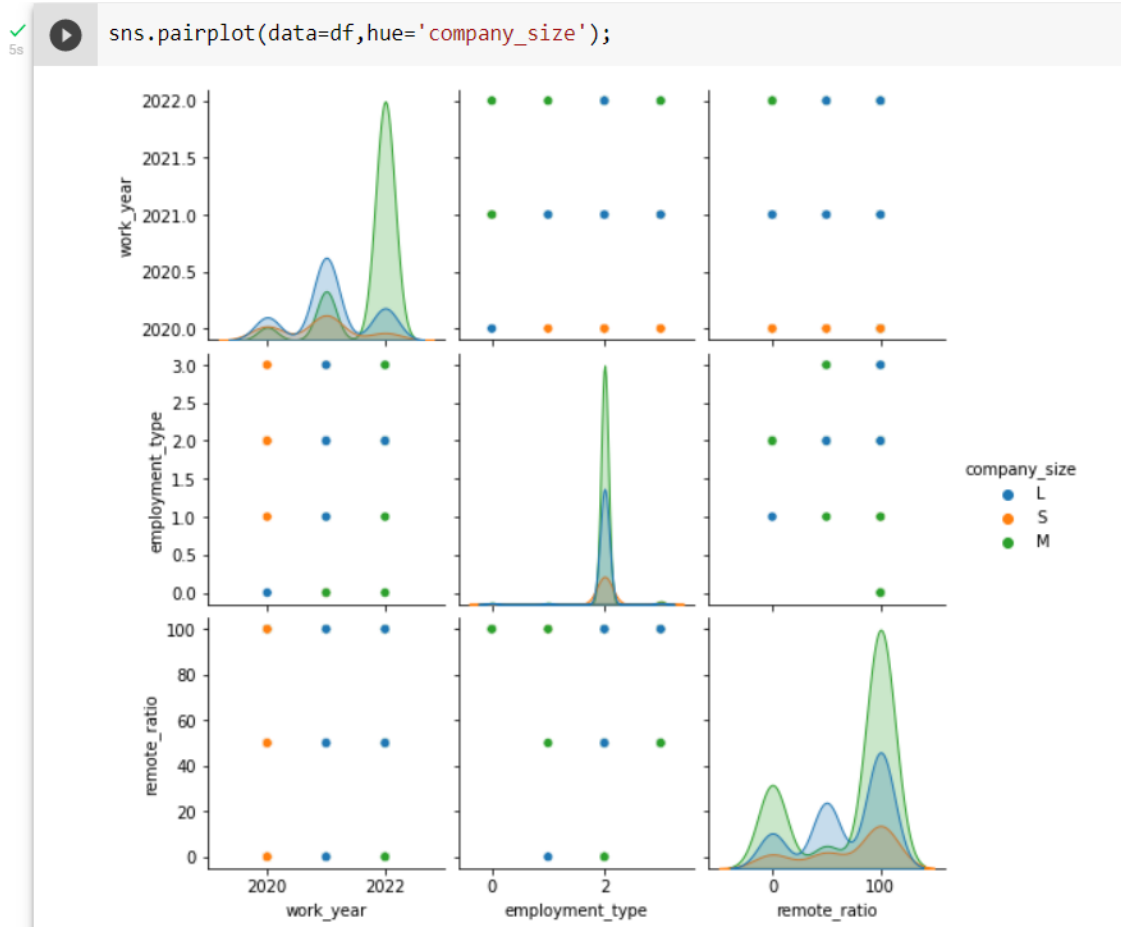 5s
sns.pairplot(data=df,hue='company_size');
2022.0
2021.5
2021.0
2020.5
2020.0
work_year
3.0
2.5
2.0
1.5
1.0
0.5
0.0
employment_type
company_size
L
S
M
100
80
60
40
20
0
remote_ratio
2020 2022 0 2 0 100
work_year employment_type remote_ratio